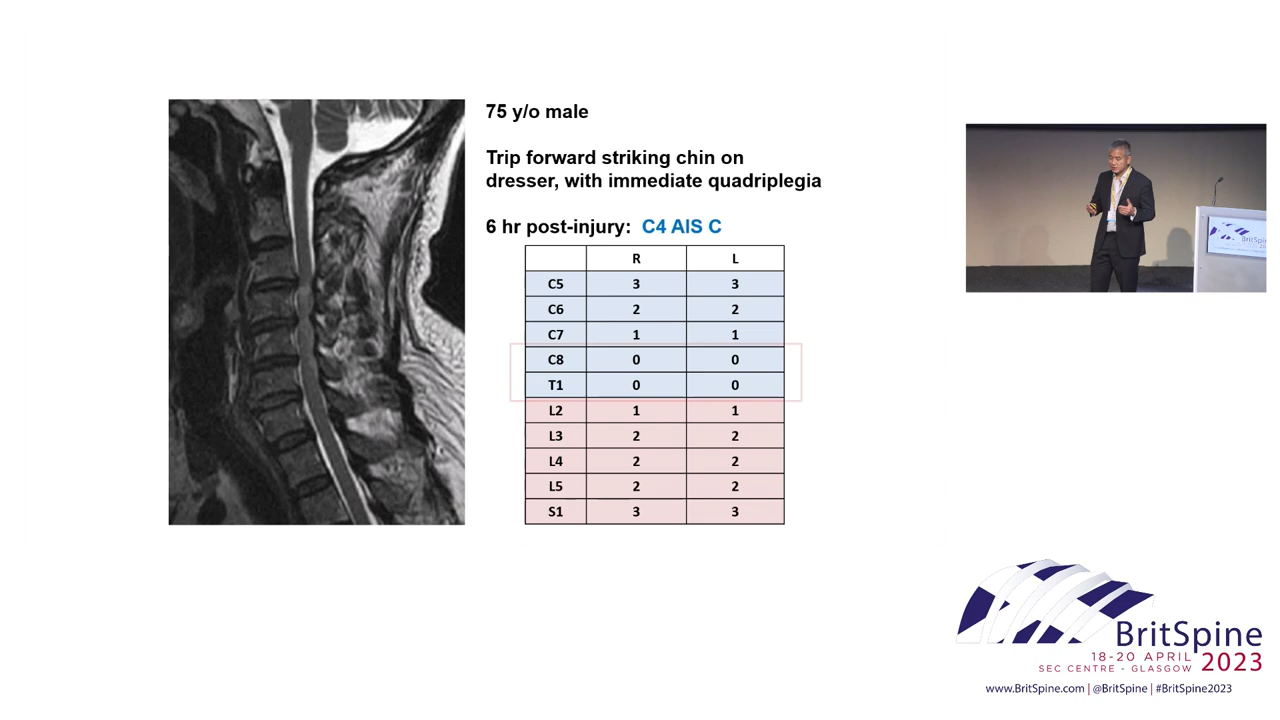 75 y/o male
Trip forward striking chin on
dresser, with immediate quadriplegia
6 hr post-injury: C4 AIS C
R L
C5 3 3
C6 2 2
C7 1 1
C8 0 0
T1 0 0
L2 1 1
L3 2 2
L4 2 2
L5 2 2
S1 3 3
BritSpine
18-20 APRIL 2023
SEC CENTRE - GLASGOW
www.BritSpine.com | @BritSpine | #BritSpine2023